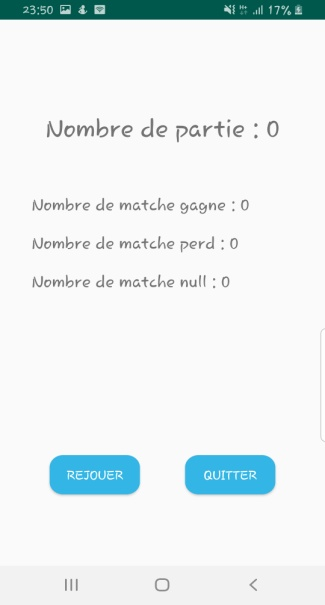 23:50 17%
Nombre de partie : 0
Nombre de matche gagne : 0
Nombre de matche perd : 0
Nombre de matche null : 0
REJOUER QUITTER